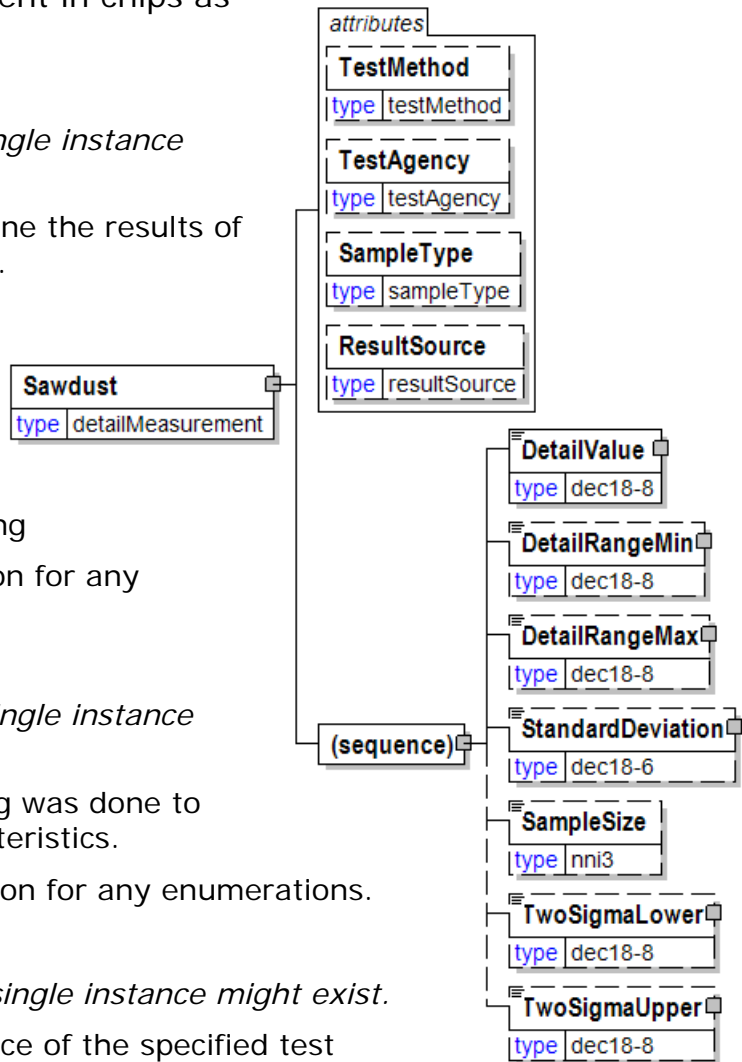 ent in chips as
ngle instance
ne the results of
.
ng
on for any
ingle instance
g was done to
teristics.
on for any enumerations.
single instance might exist.
ce of the specified test
attributes
TestMethod
type testMethod
TestAgency
type testAgency
SampleType
type sampleType
ResultSource
type resultSource
Sawdust
type detailMeasurement
(sequence)
DetailValue
type dec18-8
DetailRangeMin
type dec18-8
DetailRangeMax
type dec18-8
StandardDeviation
type dec18-6
SampleSize
type nni3
TwoSigmaLower
type dec18-8
TwoSigmaUpper
type dec18-8